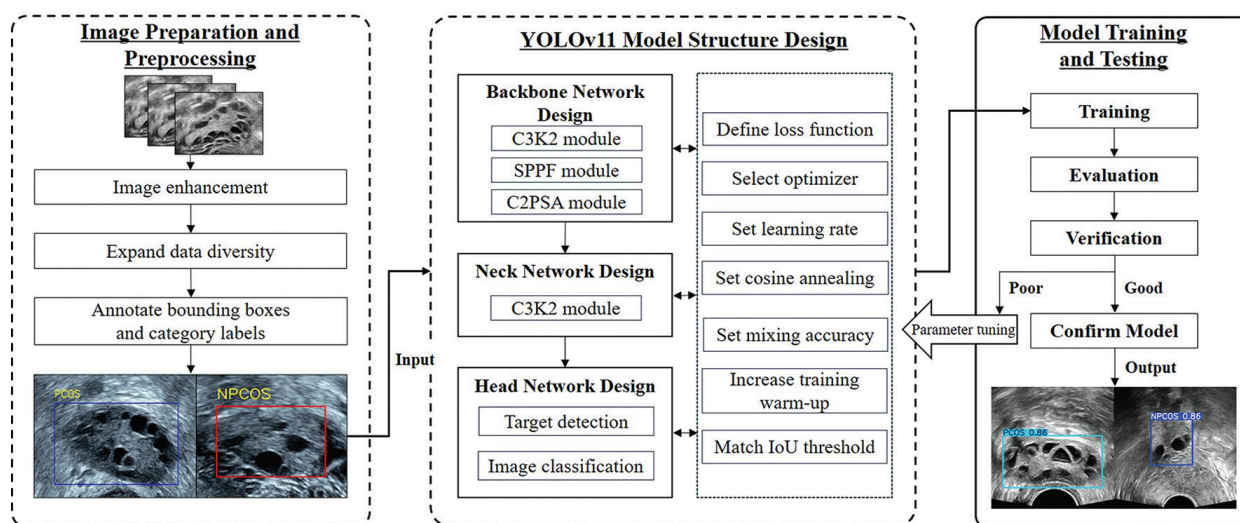 Image Preparation and
Preprocessing
Image enhancement
Expand data diversity
Annotate bounding boxes
and category labels
PCOS
NPCOS
Input
YOLOv11 Model Structure Design
Backbone Network
Design
C3K2 module
SPPF module
C2PSA module
Neck Network Design
C3K2 module
Head Network Design
Target detection
Image classification
Define loss function
Select optimizer
Set learning rate
Set cosine annealing
Set mixing accuracy
Increase training
warm-up
Match IoU threshold
Model Training
and Testing
Training
Evaluation
Verification
Poor
Good
Parameter tuning
Confirm Model
Output
PCOS 0.86
NPCOS 0.86